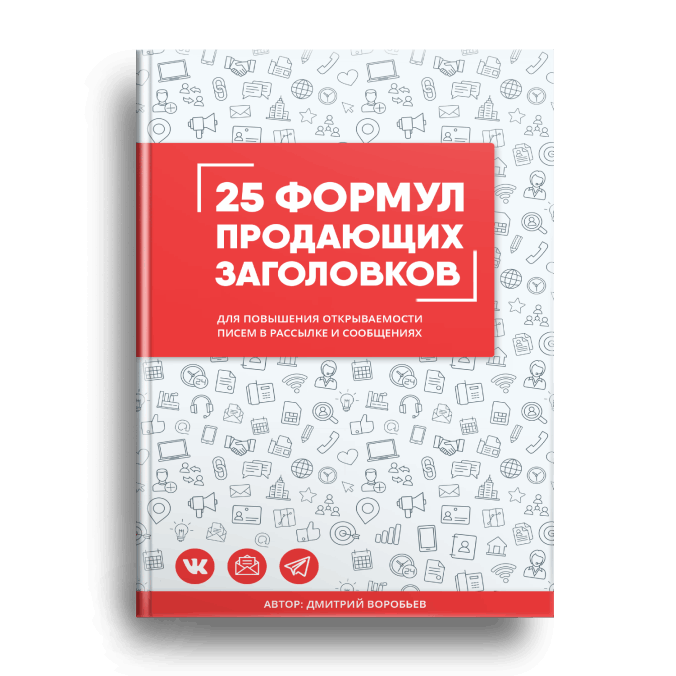 25 ФОРМУЛ
ПРОДАЮЩИХ
ЗАГОЛОВКОВ
ДЛЯ ПОВЫШЕНИЯ ОТКРЫВАЕМОСТИ
ПИСЕМ В РАССЫЛКЕ И СООБЩЕНИЯХ
АВТОР: ДМИТРИЙ ВОРОБЬЕВ